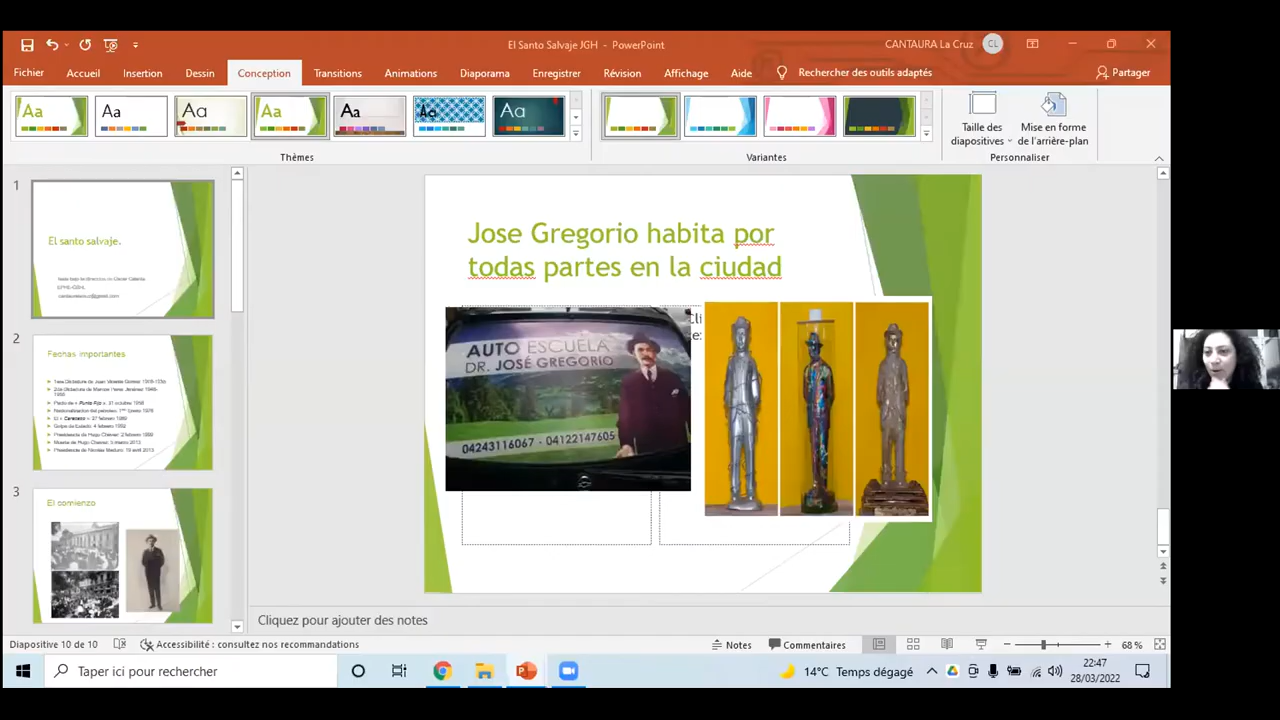 El Santo Salvaje JGH - PowerPoint
CANTAURA La Cruz
CL
Fichier
Accueil
Insertion
Dessin
Conception
Transitions
Animations
Diaporama
Enregistrer
Révision
Affichage
Aide
Rechercher des outils adaptés
Partager
Aa
Aa
Aa
Aa
Aa
Aa
Aa
Taille des
diapositives
Mise en forme
de l'arrière-plan
Thèmes
Variantes
Personnaliser
1
El santo salvaje.
2
Fechas importantes
3
El comienzo
Jose Gregorio habita por
todas partes en la ciudad
AUTO ESCUELA
DR. JOSÉ GREGORIO
04243116067 - 04122147605
Cliquez pour ajouter des notes
Diapositive 10 de 10
Accessibilité : consultez nos recommandations
Notes
Commentaires
68 %
Taper ici pour rechercher
14°C Temps dégagé
22:47
28/03/2022